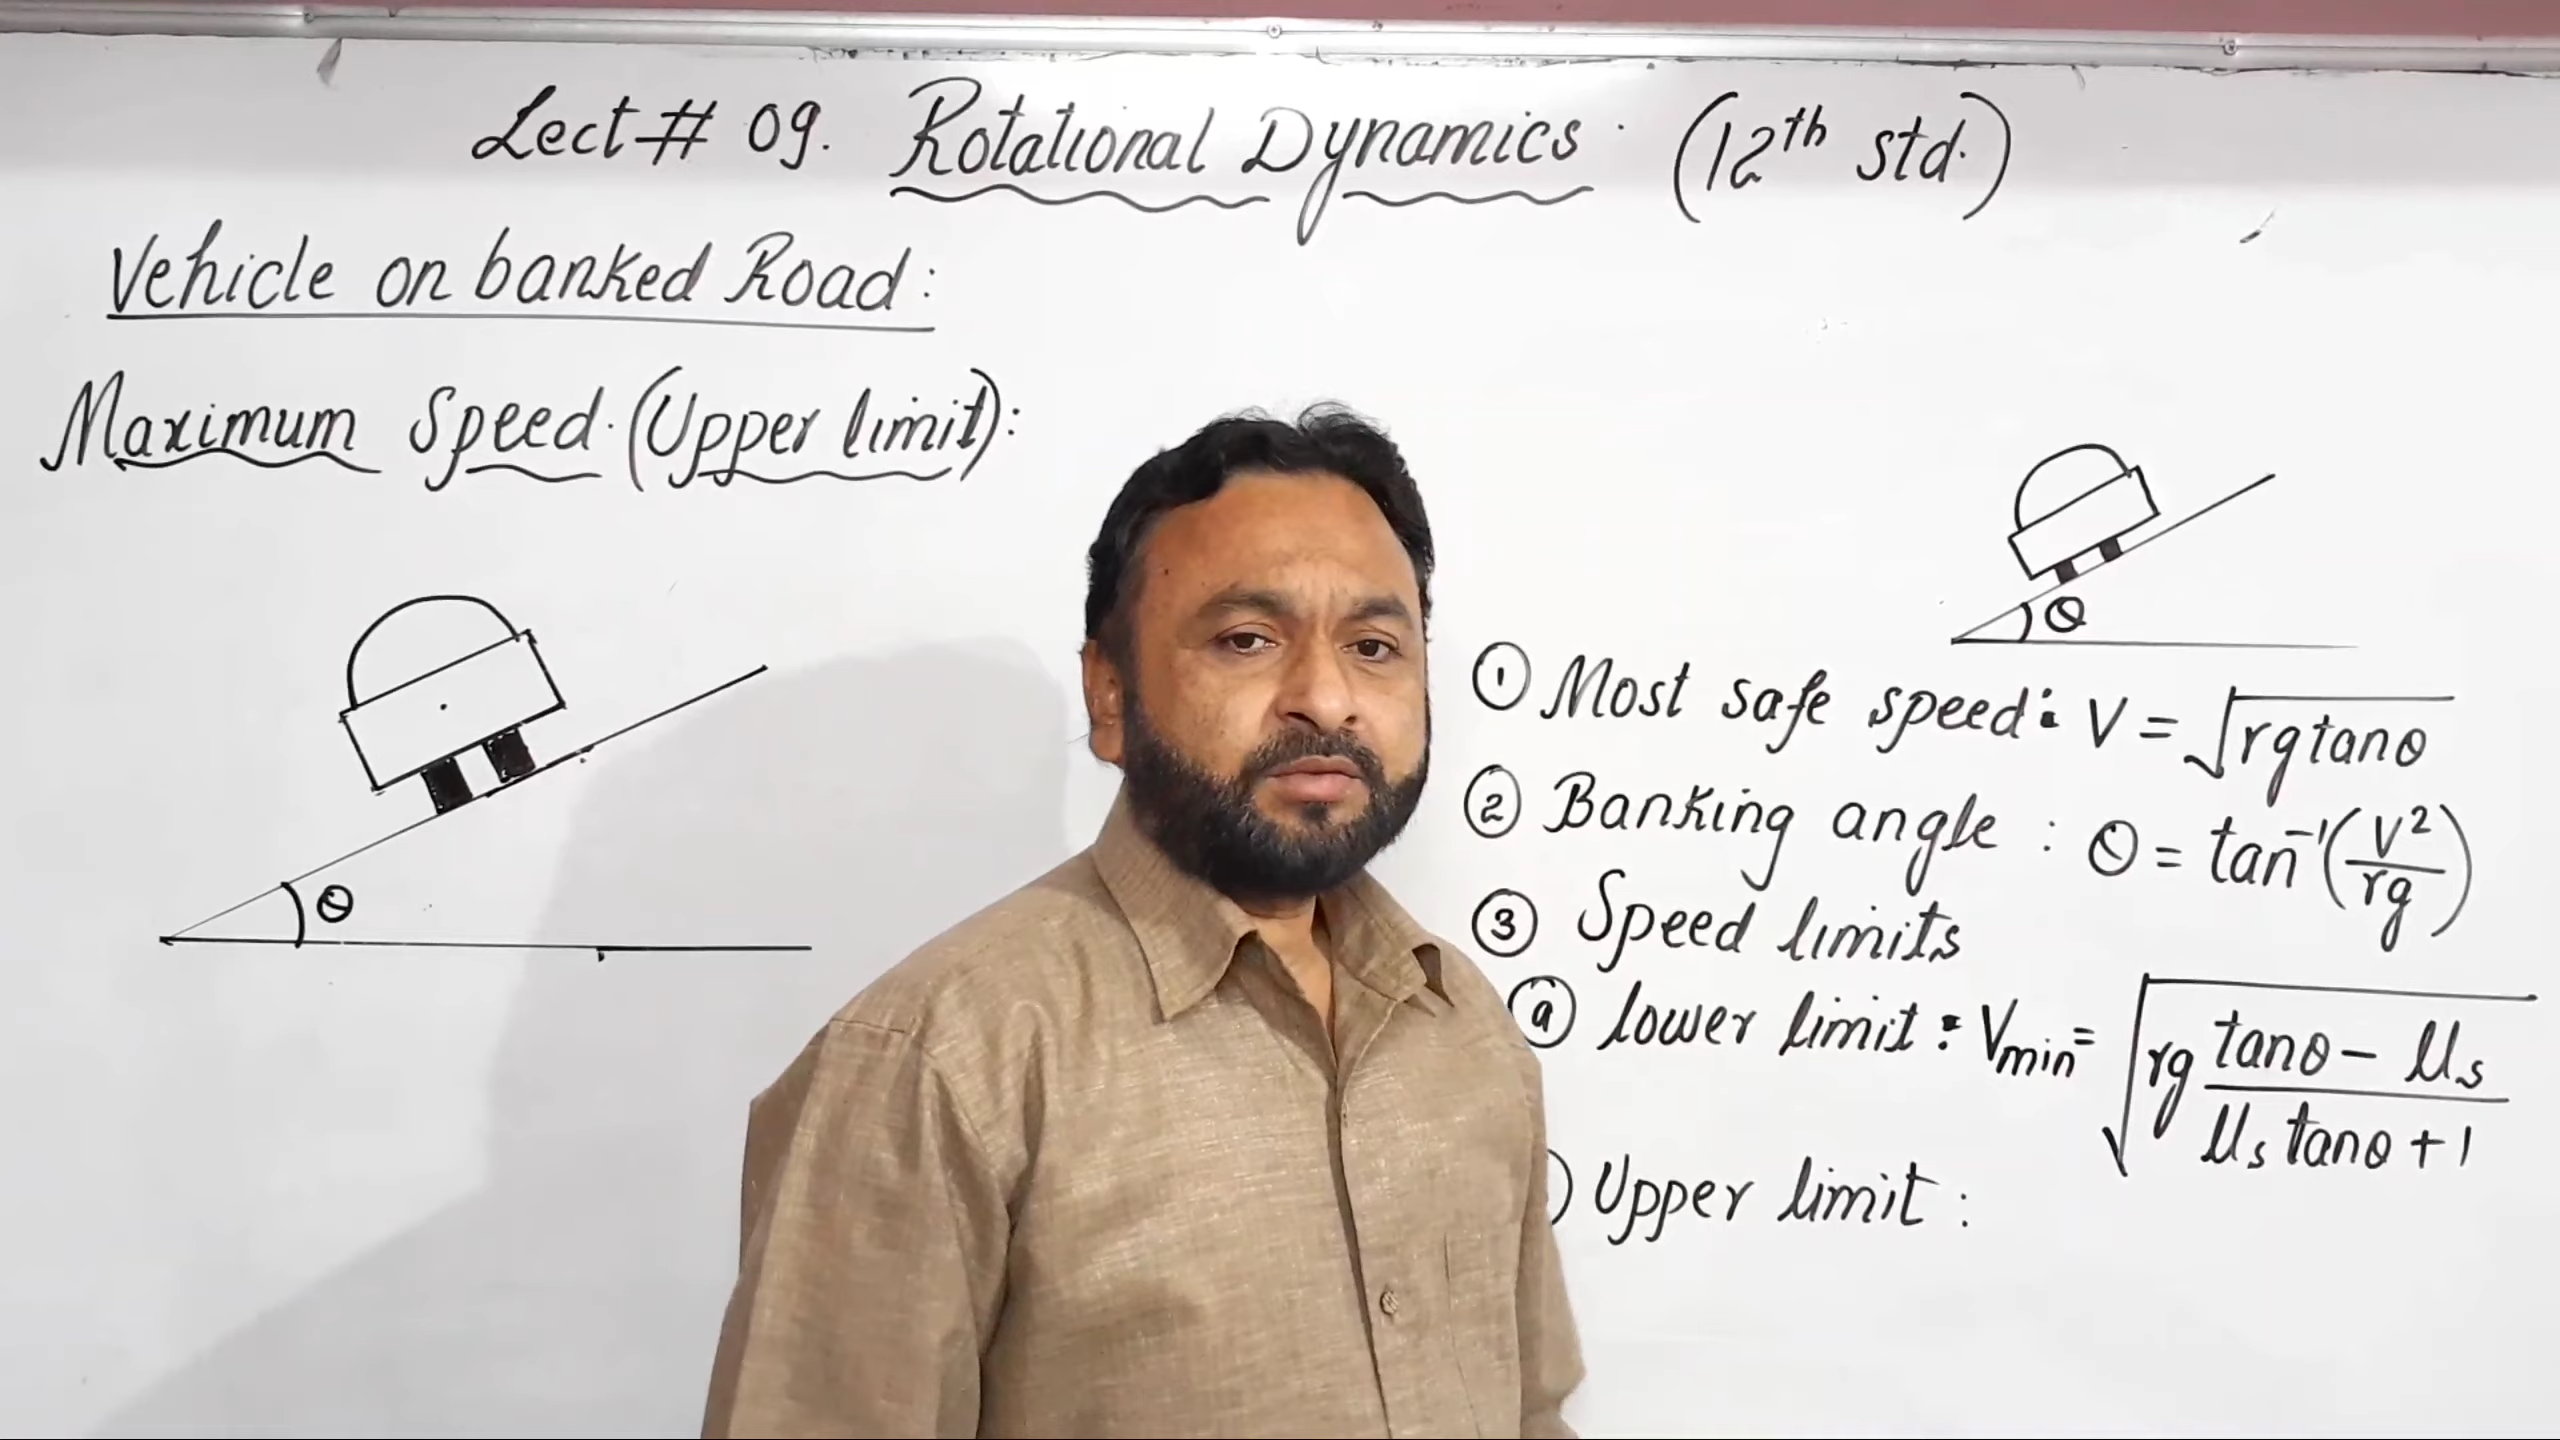 Lect # 09. Rotational Dynamics. (12th std.)
Vehicle on banked Road:
Maximum Speed. (Upper limit):
θ
θ
① Most safe speed: V = √rg tanθ
② Banking angle : θ = tan⁻¹(V²/rg)
③ Speed limits
ⓐ lower limit : Vmin = √(rg (tanθ − μs)/(μs tanθ + 1))
) Upper limit :